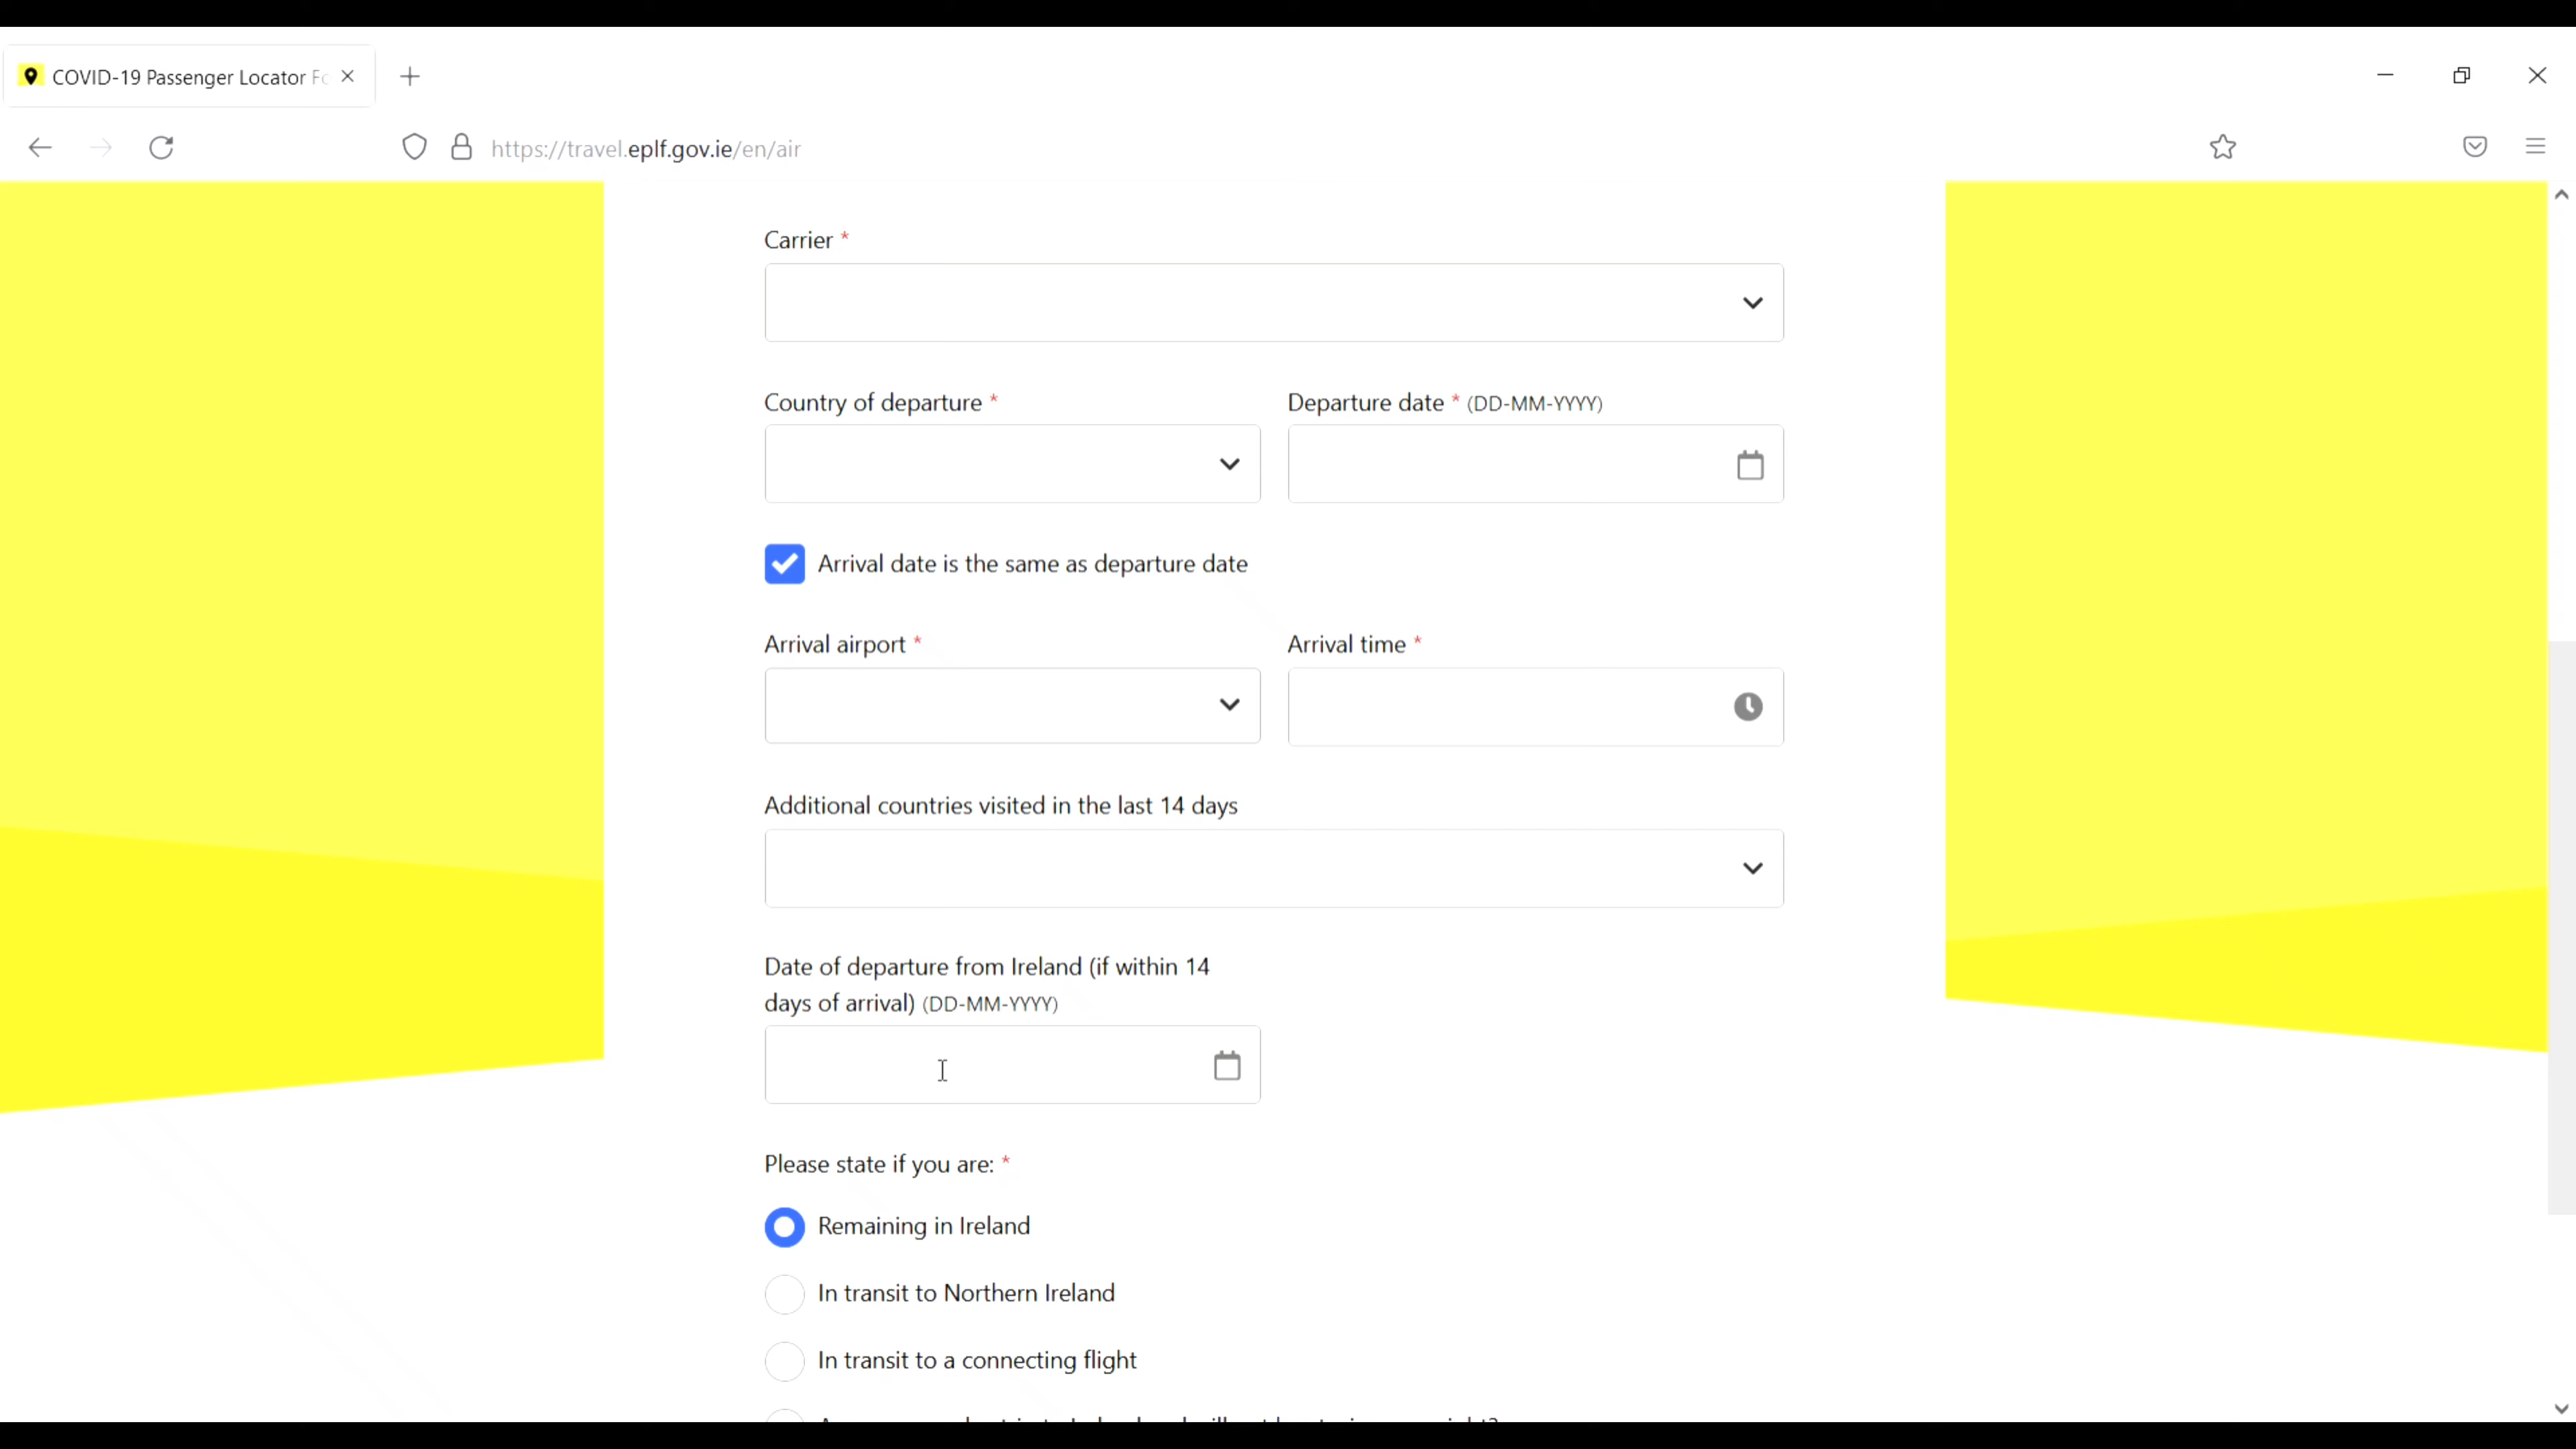 COVID-19 Passenger Locator Fo
https://travel.eplf.gov.ie/en/air
Carrier *
Country of departure *
Departure date * (DD-MM-YYYY)
Arrival date is the same as departure date
Arrival airport *
Arrival time *
Additional countries visited in the last 14 days
Date of departure from Ireland (if within 14
days of arrival) (DD-MM-YYYY)
Please state if you are: *
Remaining in Ireland
In transit to Northern Ireland
In transit to a connecting flight